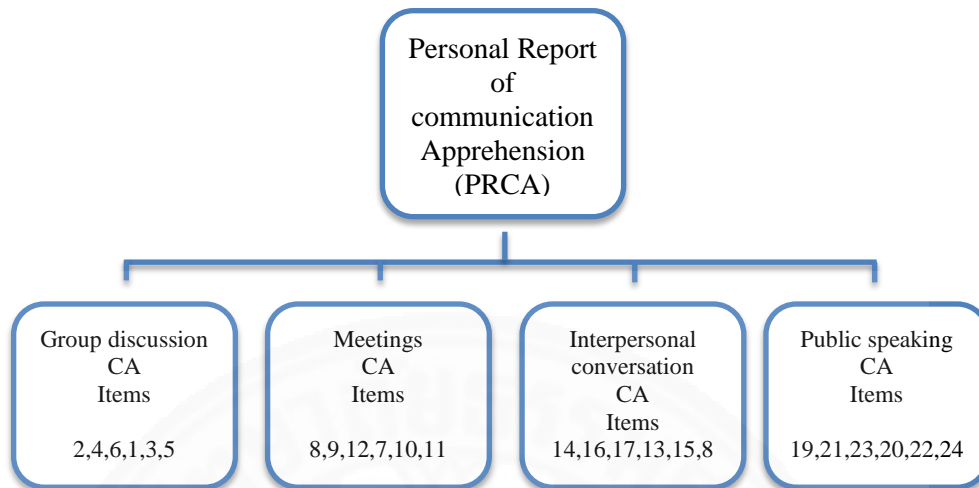 Personal Report
of
communication
Apprehension
(PRCA)
Group discussion
CA
Items
2,4,6,1,3,5
Meetings
CA
Items
8,9,12,7,10,11
Interpersonal
conversation
CA
Items
14,16,17,13,15,8
Public speaking
CA
Items
19,21,23,20,22,24